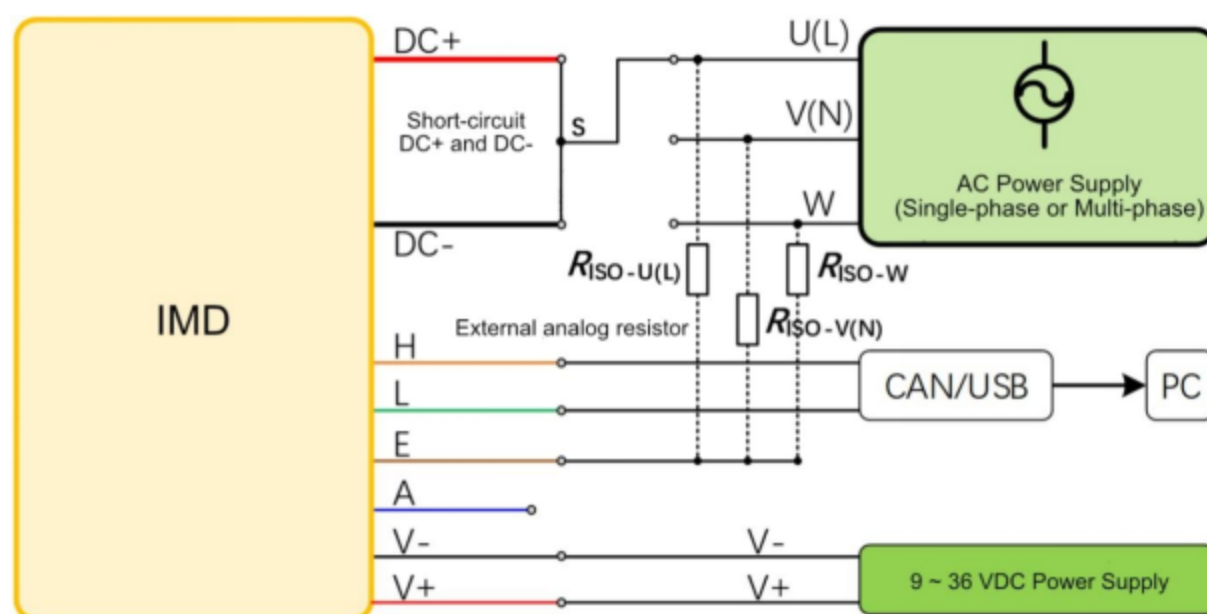 IMD
DC+
Short-circuit
DC+ and DC-
S
DC-
U(L)
V(N)
W
AC Power Supply
(Single-phase or Multi-phase)
RISO-U(L)
RISO-W
RISO-V(N)
External analog resistor
H
L
E
A
V-
V+
CAN/USB
PC
V-
V+
9 ~ 36 VDC Power Supply